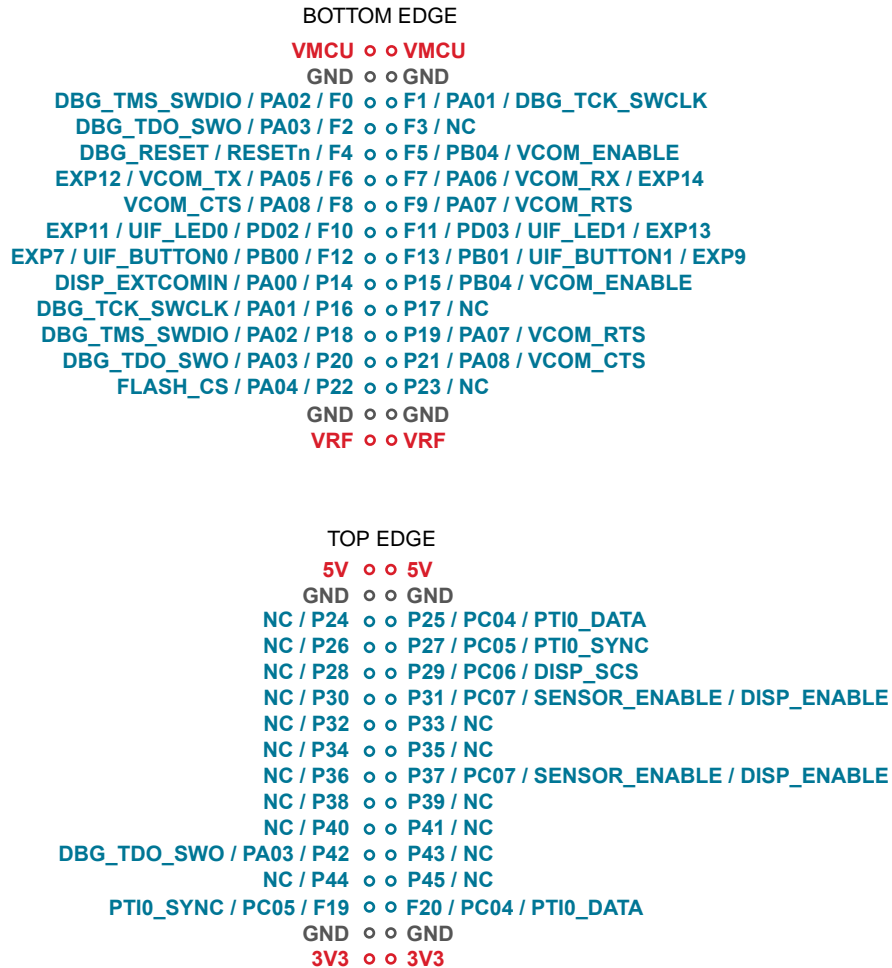 BOTTOM EDGE
VMCU VMCU
GND GND
DBG_TMS_SWDIO / PA02 / F0 F1 / PA01 / DBG_TCK_SWCLK
DBG_TDO_SWO / PA03 / F2 F3 / NC
DBG_RESET / RESETn / F4 F5 / PB04 / VCOM_ENABLE
EXP12 / VCOM_TX / PA05 / F6 F7 / PA06 / VCOM_RX / EXP14
VCOM_CTS / PA08 / F8 F9 / PA07 / VCOM_RTS
EXP11 / UIF_LED0 / PD02 / F10 F11 / PD03 / UIF_LED1 / EXP13
EXP7 / UIF_BUTTON0 / PB00 / F12 F13 / PB01 / UIF_BUTTON1 / EXP9
DISP_EXTCOMIN / PA00 / P14 P15 / PB04 / VCOM_ENABLE
DBG_TCK_SWCLK / PA01 / P16 P17 / NC
DBG_TMS_SWDIO / PA02 / P18 P19 / PA07 / VCOM_RTS
DBG_TDO_SWO / PA03 / P20 P21 / PA08 / VCOM_CTS
FLASH_CS / PA04 / P22 P23 / NC
GND GND
VRF VRF
TOP EDGE
5V 5V
GND GND
NC / P24 P25 / PC04 / PTI0_DATA
NC / P26 P27 / PC05 / PTI0_SYNC
NC / P28 P29 / PC06 / DISP_SCS
NC / P30 P31 / PC07 / SENSOR_ENABLE / DISP_ENABLE
NC / P32 P33 / NC
NC / P34 P35 / NC
NC / P36 P37 / PC07 / SENSOR_ENABLE / DISP_ENABLE
NC / P38 P39 / NC
NC / P40 P41 / NC
DBG_TDO_SWO / PA03 / P42 P43 / NC
NC / P44 P45 / NC
PTI0_SYNC / PC05 / F19 F20 / PC04 / PTI0_DATA
GND GND
3V3 3V3